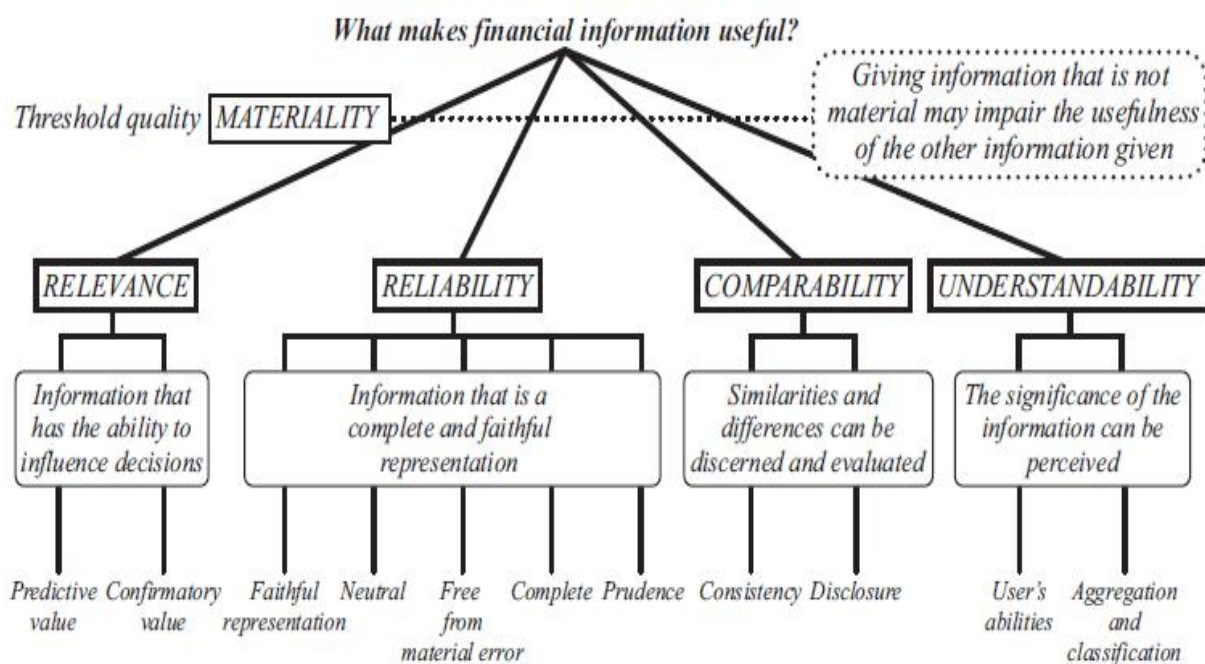 What makes financial information useful?
Threshold quality MATERIALITY
Giving information that is not
material may impair the usefulness
of the other information given
RELEVANCE
RELIABILITY
COMPARABILITY
UNDERSTANDABILITY
Information that
has the ability to
influence decisions
Information that is a
complete and faithful
representation
Similarities and
differences can be
discerned and evaluated
The significance of the
information can be
perceived
Predictive
value
Confirmatory
value
Faithful
representation
Neutral
Free
from
material error
Complete
Prudence
Consistency
Disclosure
User's
abilities
Aggregation
and
classification